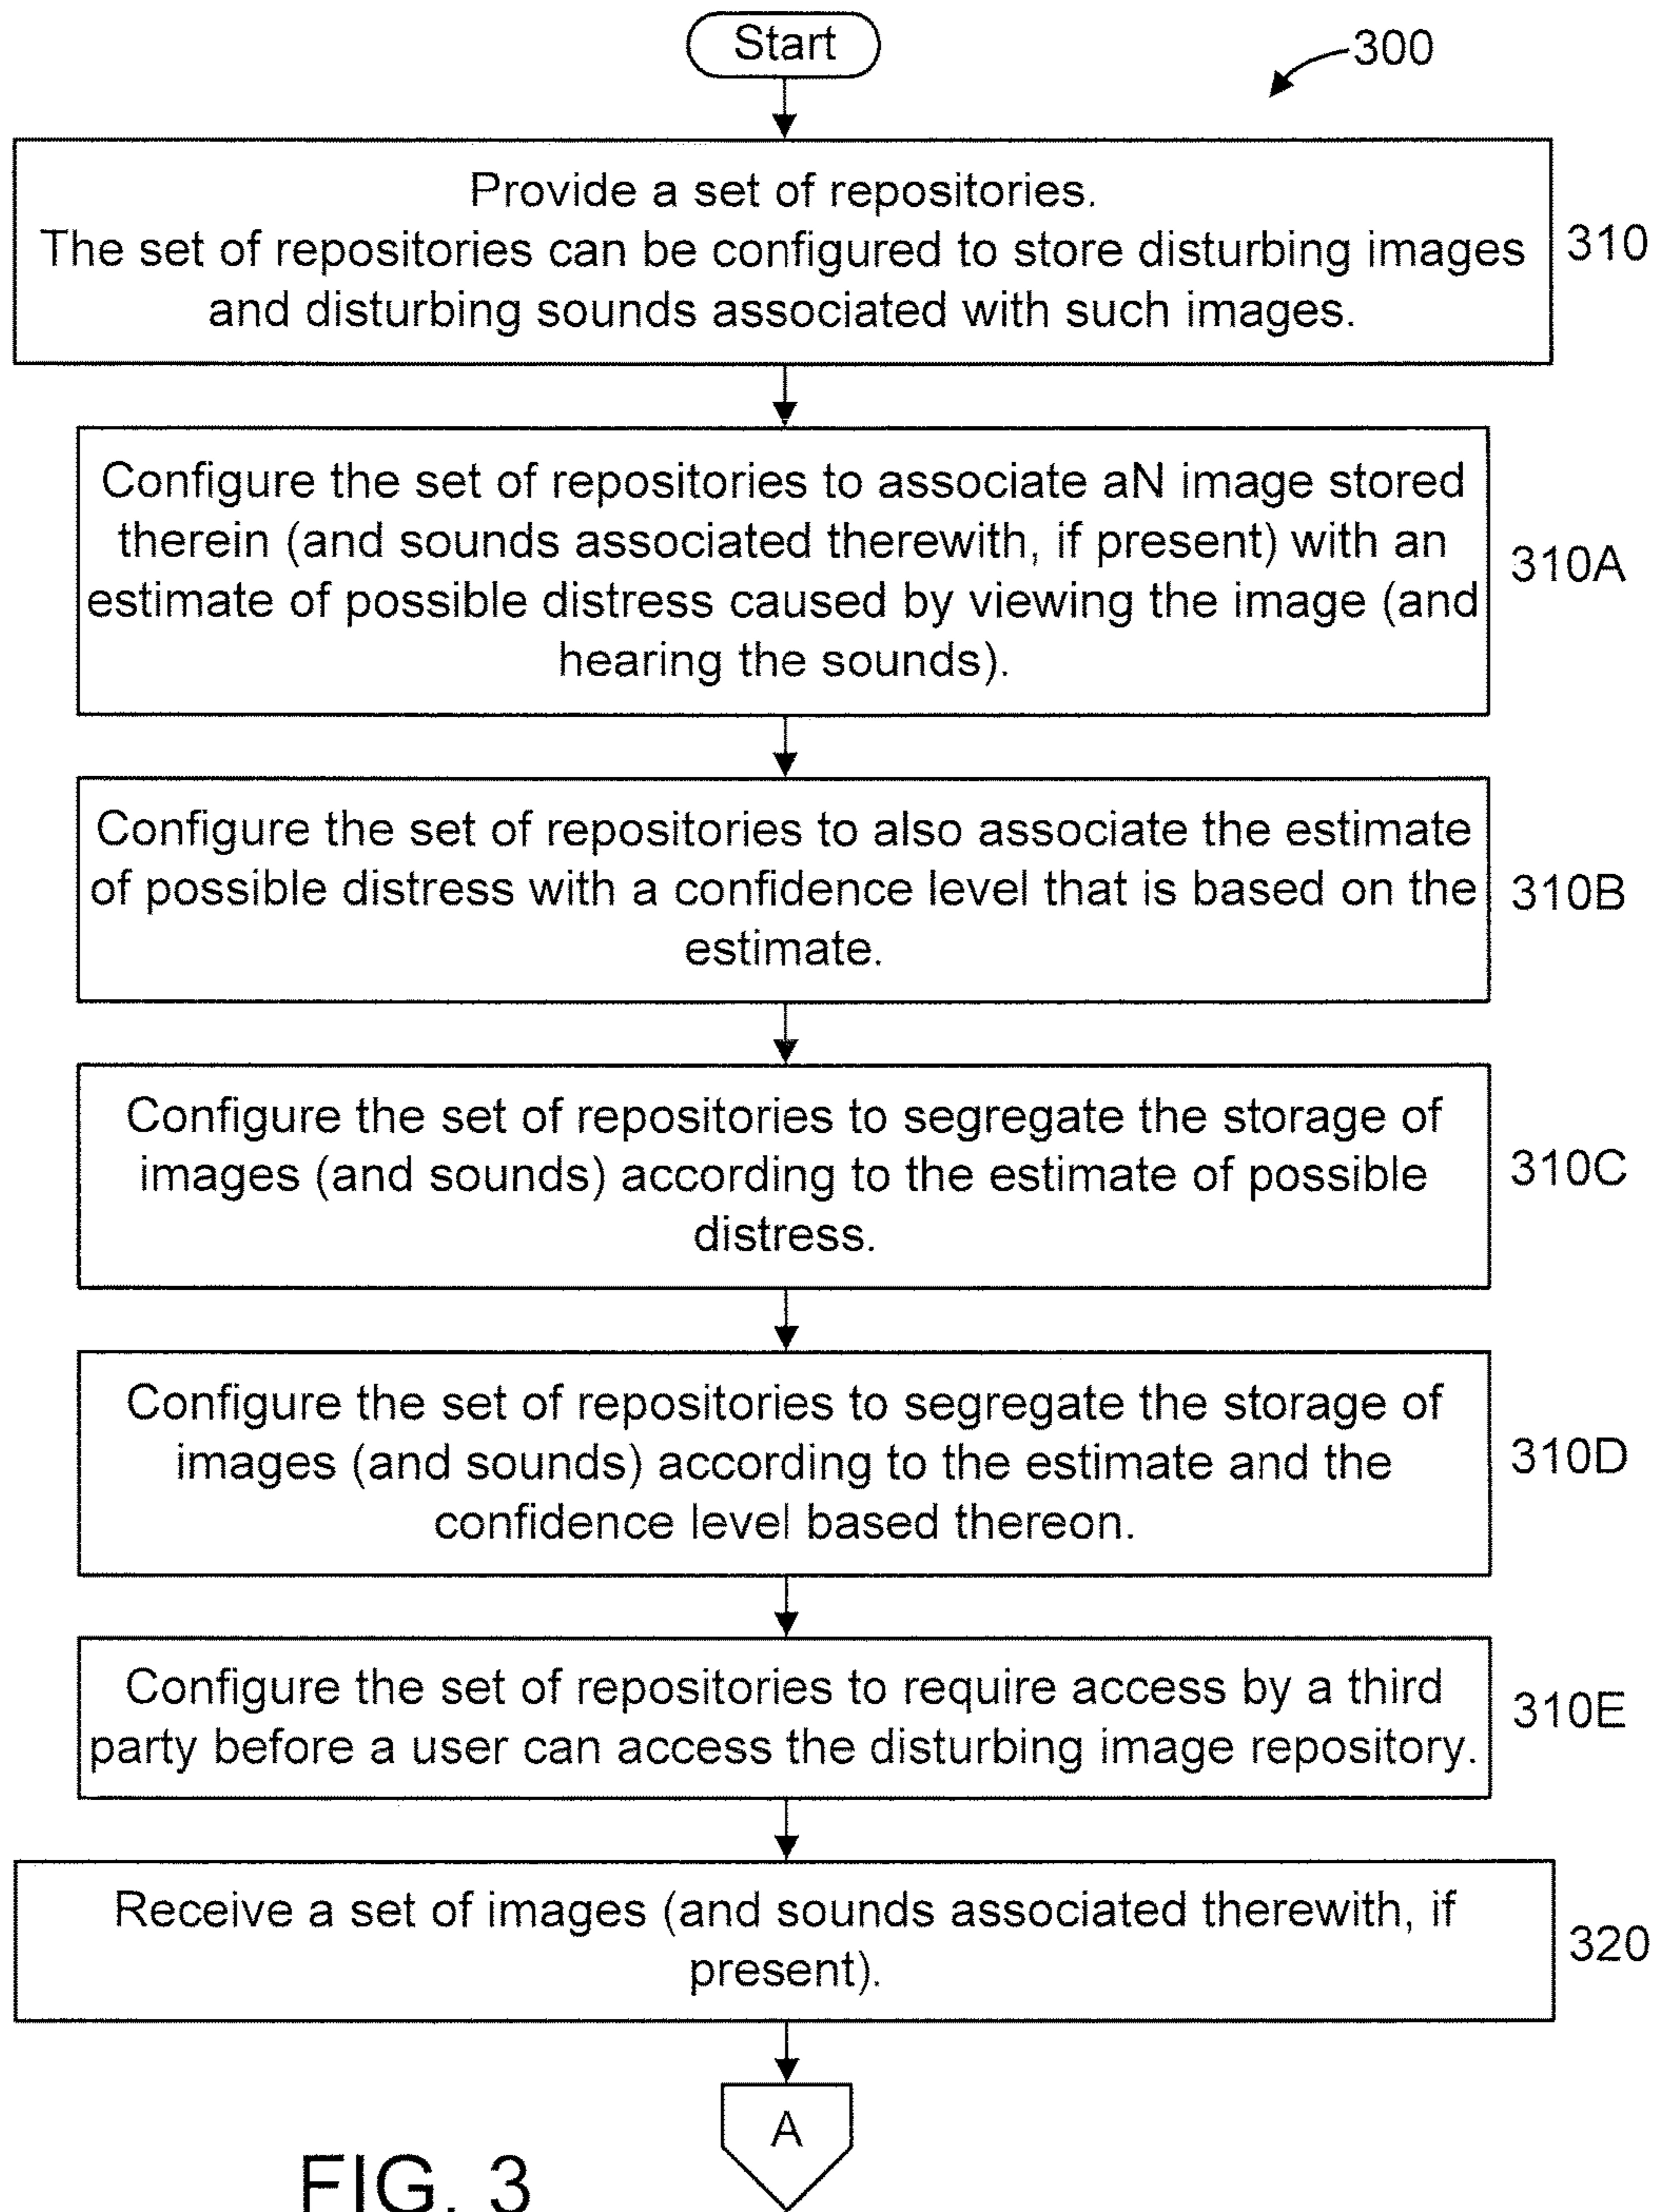 Start
300
Provide a set of repositories.
The set of repositories can be configured to store disturbing images
and disturbing sounds associated with such images.
310
Configure the set of repositories to associate aN image stored
therein (and sounds associated therewith, if present) with an
estimate of possible distress caused by viewing the image (and
hearing the sounds).
310A
Configure the set of repositories to also associate the estimate
of possible distress with a confidence level that is based on the
estimate.
310B
Configure the set of repositories to segregate the storage of
images (and sounds) according to the estimate of possible
distress.
310C
Configure the set of repositories to segregate the storage of
images (and sounds) according to the estimate and the
confidence level based thereon.
310D
Configure the set of repositories to require access by a third
party before a user can access the disturbing image repository.
310E
Receive a set of images (and sounds associated therewith, if
present).
320
A
FIG. 3